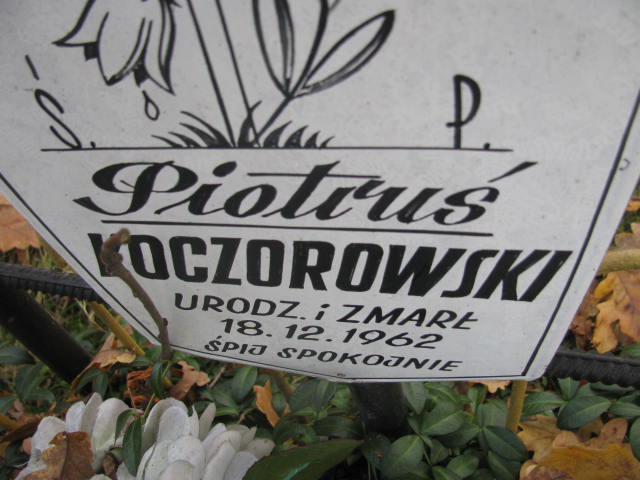 Ś. P.
Piotruś
KOCZOROWSKI
URODZ. i ZMARŁ
18.12.1962
ŚPIJ SPOKOJNIE